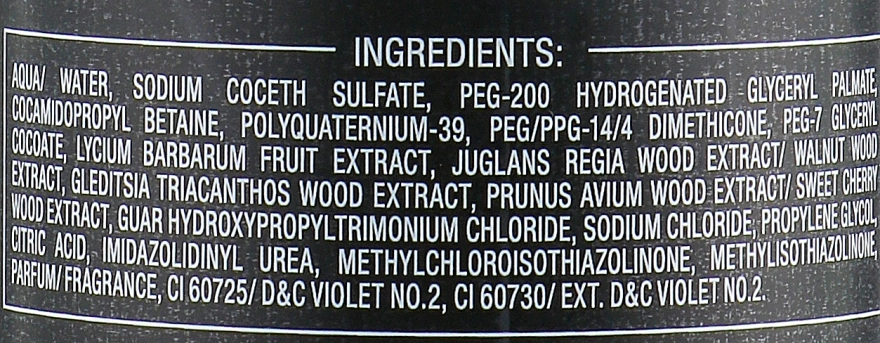 INGREDIENTS:
AQUA/ WATER, SODIUM COCETH SULFATE, PEG-200 HYDROGENATED GLYCERYL PALMATE,
COCAMIDOPROPYL BETAINE, POLYQUATERNIUM-39, PEG/PPG-14/4 DIMETHICONE, PEG-7 GLYCERYL
COCOATE, LYCIUM BARBARUM FRUIT EXTRACT, JUGLANS REGIA WOOD EXTRACT/ WALNUT WOOD
EXTRACT, GLEDITSIA TRIACANTHOS WOOD EXTRACT, PRUNUS AVIUM WOOD EXTRACT/ SWEET CHERRY
WOOD EXTRACT, GUAR HYDROXYPROPYLTRIMONIUM CHLORIDE, SODIUM CHLORIDE, PROPYLENE GLYCOL,
CITRIC ACID, IMIDAZOLIDINYL UREA, METHYLCHLOROISOTHIAZOLINONE, METHYLISOTHIAZOLINONE,
PARFUM/ FRAGRANCE, CI 60725/ D&C VIOLET NO.2, CI 60730/ EXT. D&C VIOLET NO.2.